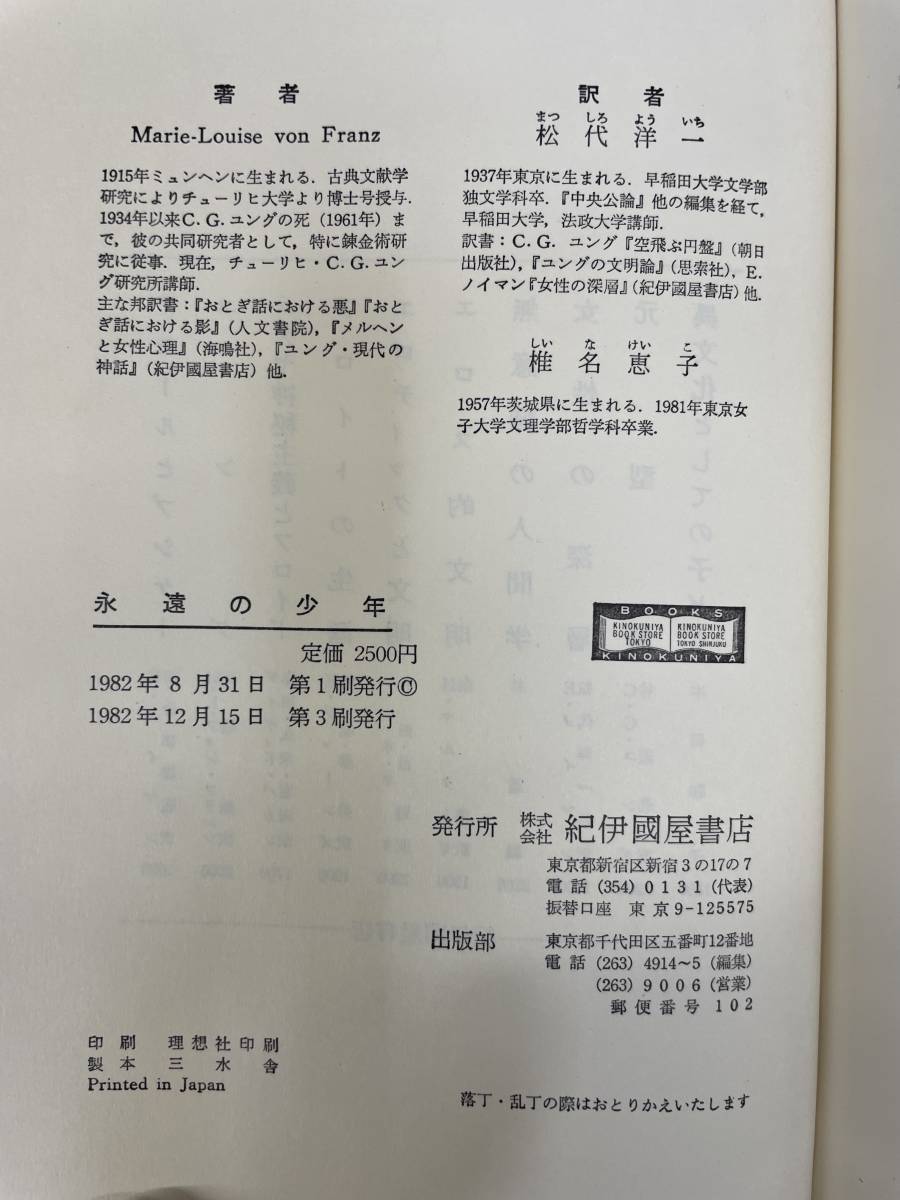 著者
Marie-Louise von Franz
1915年ミュンヘンに生まれる．古典文献学
研究によりチューリヒ大学より博士号授与．
1934年以来C.G.ユングの死（1961年）ま
で，彼の共同研究者として，特に錬金術研
究に従事．現在，チューリヒ・C.G.ユン
グ研究所講師．
主な邦訳書：『おとぎ話における悪』『おと
ぎ話における影』（人文書院），『メルヘン
と女性心理』（海鳴社），『ユング・現代の
神話』（紀伊國屋書店）他．
訳者
まつ しろ よう いち
松代洋一
1937年東京に生まれる．早稲田大学文学部
独文学科卒．『中央公論』他の編集を経て，
早稲田大学，法政大学講師．
訳書：C.G. ユング『空飛ぶ円盤』（朝日
出版社），『ユングの文明論』（思索社），E.
ノイマン『女性の深層』（紀伊國屋書店）他．
しい な けい こ
椎名恵子
1957年茨城県に生まれる．1981年東京女
子大学文理学部哲学科卒業．
永遠の少年
定価 2500円
1982年8月31日 第1刷発行©
1982年12月15日 第3刷発行
BOOKS
KINOKUNIYA BOOK STORE TOKYO
KINOKUNIYA BOOK STORE TOKYO SHINJUKU
KINOKUNIYA
発行所 株式会社 紀伊國屋書店
東京都新宿区新宿3の17の7
電話 (354) 0131 (代表)
振替口座 東京9-125575
出版部 東京都千代田区五番町12番地
電話 (263) 4914〜5 (編集)
(263) 9006 (営業)
郵便番号 102
印刷 理想社印刷
製本 三水舎
Printed in Japan
落丁・乱丁の際はおとりかえいたします